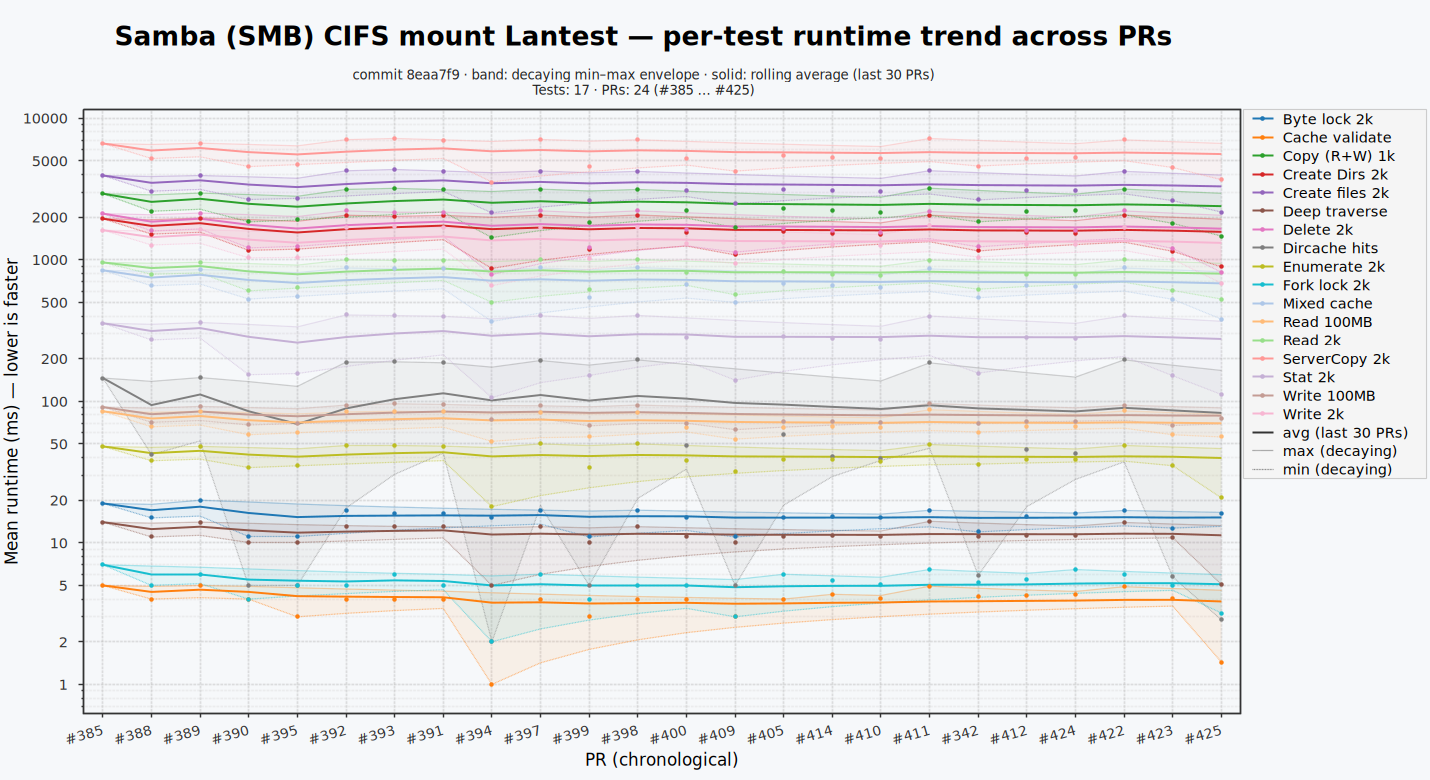 Samba (SMB) CIFS mount Lantest — per-test runtime trend across PRs
commit 8eaa7f9 · band: decaying min–max envelope · solid: rolling average (last 30 PRs)
Tests: 17 · PRs: 24 (#385 … #425)
Mean runtime (ms) — lower is faster
10000
5000
2000
1000
500
200
100
50
20
10
5
2
1
#385 #388 #389 #390 #395 #392 #393 #391 #394 #397 #399 #398 #400 #409 #405 #414 #410 #411 #342 #412 #424 #422 #423 #425
PR (chronological)
Byte lock 2k
Cache validate
Copy (R+W) 1k
Create Dirs 2k
Create files 2k
Deep traverse
Delete 2k
Dircache hits
Enumerate 2k
Fork lock 2k
Mixed cache
Read 100MB
Read 2k
ServerCopy 2k
Stat 2k
Write 100MB
Write 2k
avg (last 30 PRs)
max (decaying)
min (decaying)